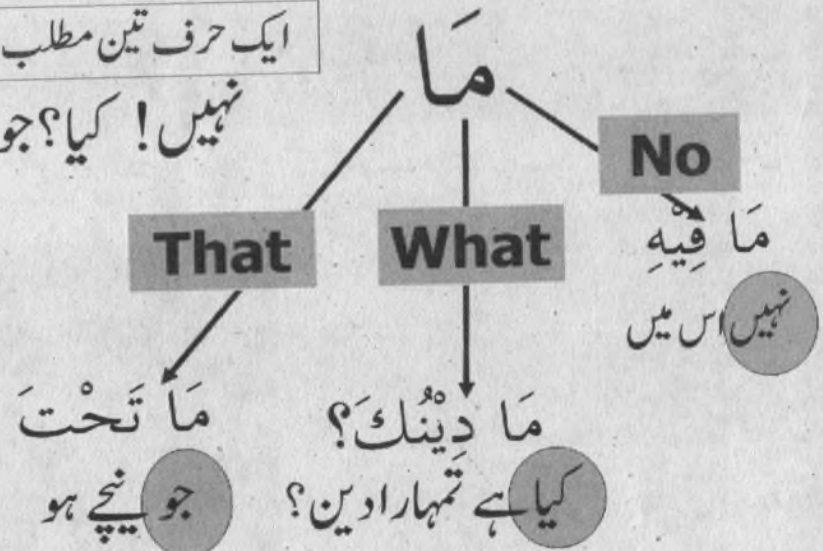 ایک حرف تین مطلب
مَا
نہیں! کیا؟ جو
No
What
That
مَا فِيْهِ
نہیں اس میں
مَا دِيْنُكَ؟
کیا ہے تمہارا دین؟
مَا تَحْتَ
جو نیچے ہو